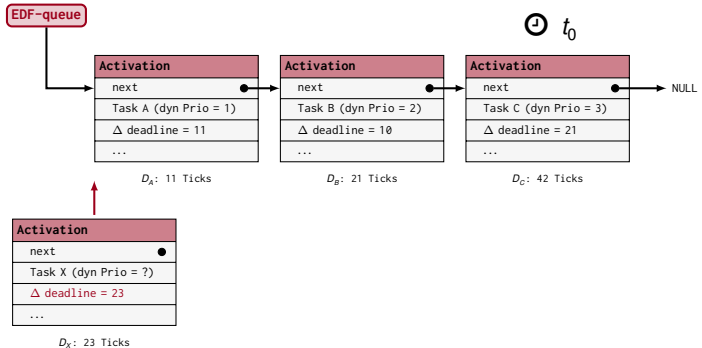 EDF-queue
t0
Activation
next
Task A (dyn Prio = 1)
Δ deadline = 11
...
DA: 11 Ticks
Activation
next
Task B (dyn Prio = 2)
Δ deadline = 10
...
DB: 21 Ticks
Activation
next
Task C (dyn Prio = 3)
Δ deadline = 21
...
DC: 42 Ticks
NULL
Activation
next
Task X (dyn Prio = ?)
Δ deadline = 23
...
DX: 23 Ticks